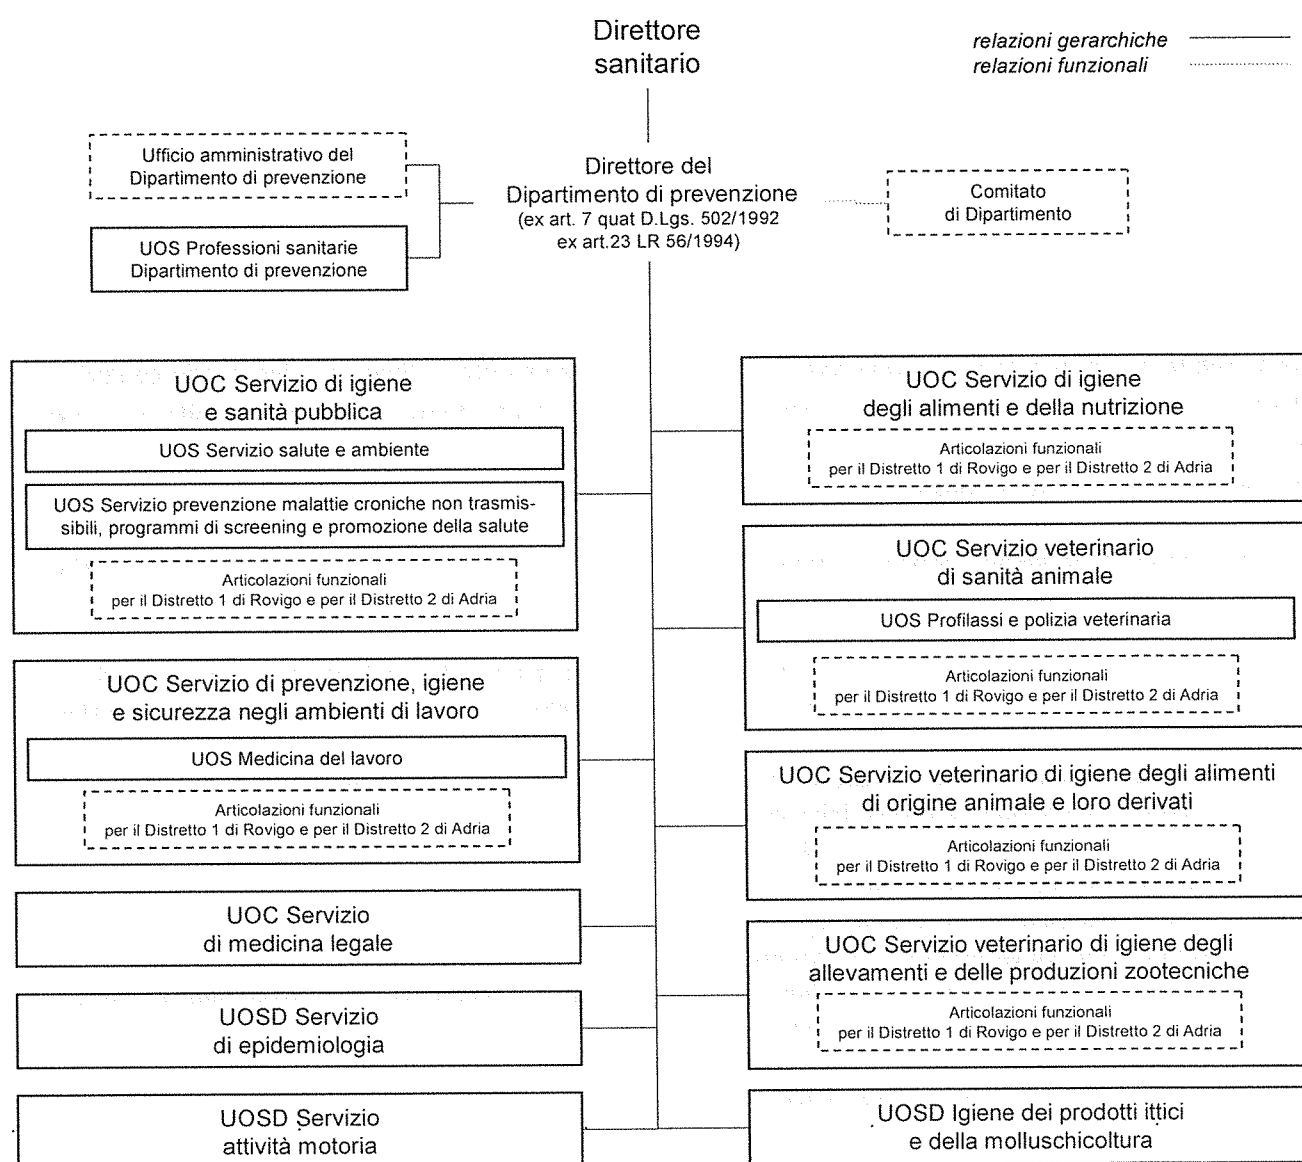 Direttore
sanitario
relazioni gerarchiche
relazioni funzionali
Ufficio amministrativo del
Dipartimento di prevenzione
UOS Professioni sanitarie
Dipartimento di prevenzione
Direttore del
Dipartimento di prevenzione
(ex art. 7 quat D.Lgs. 502/1992
ex art.23 LR 56/1994)
Comitato
di Dipartimento
UOC Servizio di igiene
e sanità pubblica
UOS Servizio salute e ambiente
UOS Servizio prevenzione malattie croniche non trasmis-
sibili, programmi di screening e promozione della salute
Articolazioni funzionali
per il Distretto 1 di Rovigo e per il Distretto 2 di Adria
UOC Servizio di prevenzione, igiene
e sicurezza negli ambienti di lavoro
UOS Medicina del lavoro
Articolazioni funzionali
per il Distretto 1 di Rovigo e per il Distretto 2 di Adria
UOC Servizio
di medicina legale
UOSD Servizio
di epidemiologia
UOSD Servizio
attività motoria
UOC Servizio di igiene
degli alimenti e della nutrizione
Articolazioni funzionali
per il Distretto 1 di Rovigo e per il Distretto 2 di Adria
UOC Servizio veterinario
di sanità animale
UOS Profilassi e polizia veterinaria
Articolazioni funzionali
per il Distretto 1 di Rovigo e per il Distretto 2 di Adria
UOC Servizio veterinario di igiene degli alimenti
di origine animale e loro derivati
Articolazioni funzionali
per il Distretto 1 di Rovigo e per il Distretto 2 di Adria
UOC Servizio veterinario di igiene degli
allevamenti e delle produzioni zootecniche
Articolazioni funzionali
per il Distretto 1 di Rovigo e per il Distretto 2 di Adria
UOSD Igiene dei prodotti ittici
e della molluschicoltura